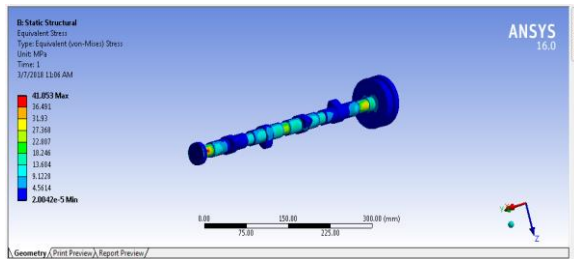 B: Static Structural
Equivalent Stress
Type: Equivalent (von-Mises) Stress
Unit: MPa
Time: 1
3/7/2018 11:06 AM
41.053 Max
36.491
31.93
27.368
22.807
18.246
13.684
9.1228
4.5614
2.0042e-5 Min
ANSYS
16.0
0.00
150.00
300.00 (mm)
75.00
225.00
Y
Z
Geometry Print Preview Report Preview